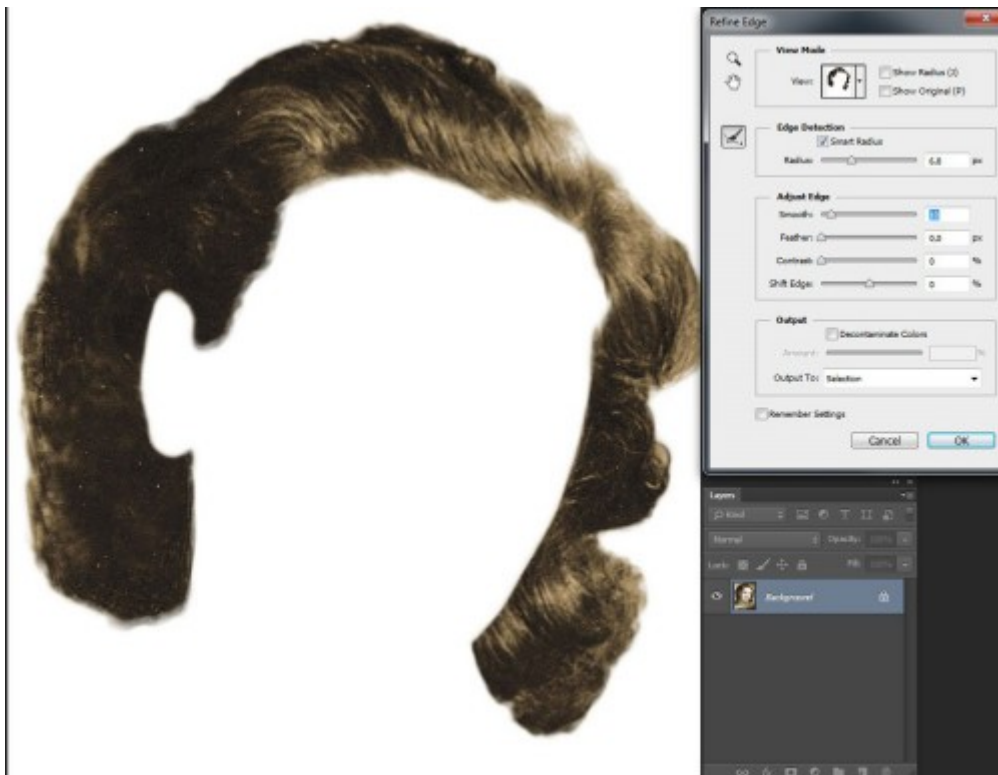 Refine Edge
View Mode
View:
Show Radius (J)
Show Original (P)
Edge Detection
Smart Radius
Radius: 6.8 px
Adjust Edge
Smooth:
Feather: 0.0 px
Contrast: 0 %
Shift Edge: 0 %
Output
Decontaminate Colors
Amount: %
Output To: Selection
Remember Settings
Cancel OK
Layers
Kind
Normal Opacity: 100%
Lock: Fill: 100%
Background